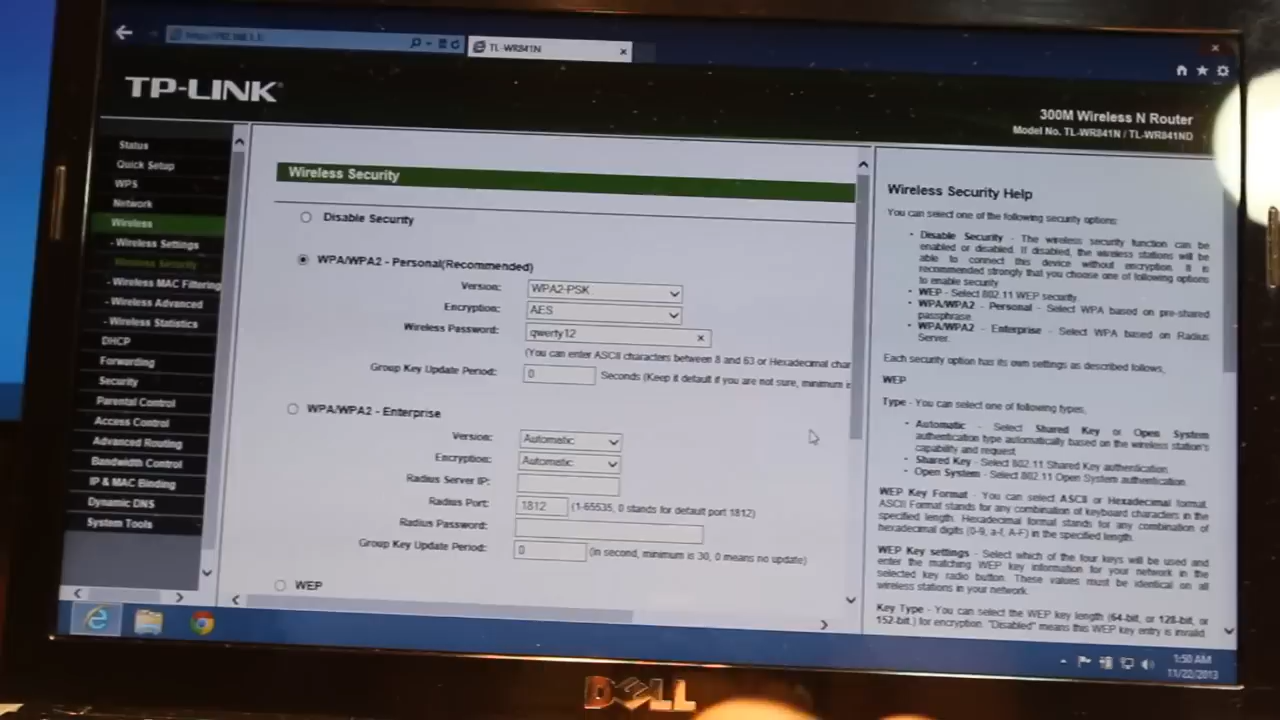 TL-WR841N
TP-LINK
300M Wireless N Router
Model No. TL-WR841N / TL-WR841ND
Status
Quick Setup
WPS
Network
Wireless
- Wireless Settings
- Wireless Security
- Wireless MAC Filtering
- Wireless Advanced
- Wireless Statistics
DHCP
Forwarding
Security
Parental Control
Access Control
Advanced Routing
Bandwidth Control
IP & MAC Binding
Dynamic DNS
System Tools
Wireless Security
Disable Security
WPA/WPA2 - Personal(Recommended)
Version: WPA2-PSK
Encryption: AES
Wireless Password: qwerty12
(You can enter ASCII characters between 8 and 63 or Hexadecimal char
Group Key Update Period: 0 Seconds (Keep it default if you are not sure, minimum is
WPA/WPA2 - Enterprise
Version: Automatic
Encryption: Automatic
Radius Server IP:
Radius Port: 1812 (1-65535, 0 stands for default port 1812)
Radius Password:
Group Key Update Period: 0 (in second, minimum is 30, 0 means no update)
WEP
Wireless Security Help
You can select one of the following security options:
• Disable Security - The wireless security function can be
enabled or disabled. If disabled, the wireless stations will be
able to connect this device without encryption. It is
recommended strongly that you choose one of following options
to enable security
• WEP - Select 802.11 WEP security.
• WPA/WPA2 - Personal - Select WPA based on pre-shared
passphrase.
• WPA/WPA2 - Enterprise - Select WPA based on Radius
Server.
Each security option has its own settings as described follows,
WEP
Type - You can select one of following types,
• Automatic - Select Shared Key or Open System
authentication type automatically based on the wireless station's
capability and request.
• Shared Key - Select 802.11 Shared Key authentication.
• Open System - Select 802.11 Open System authentication.
WEP Key Format - You can select ASCII or Hexadecimal format.
ASCII Format stands for any combination of keyboard characters in the
specified length. Hexadecimal format stands for any combination of
hexadecimal digits (0-9, a-f, A-F) in the specified length.
WEP Key settings - Select which of the four keys will be used and
enter the matching WEP key information for your network in the
selected key radio button. These values must be identical on all
wireless stations in your network.
Key Type - You can select the WEP key length (64-bit, or 128-bit, or
152-bit.) for encryption. "Disabled" means this WEP key entry is invalid.
1:50 AM
11/22/2013
DELL